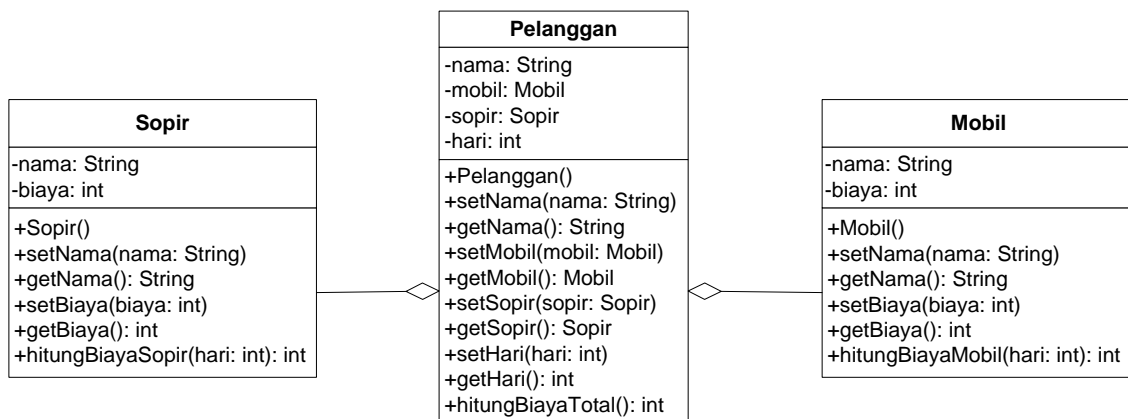 Sopir
-nama: String
-biaya: int
+Sopir()
+setNama(nama: String)
+getNama(): String
+setBiaya(biaya: int)
+getBiaya(): int
+hitungBiayaSopir(hari: int): int
Pelanggan
-nama: String
-mobil: Mobil
-sopir: Sopir
-hari: int
+Pelanggan()
+setNama(nama: String)
+getNama(): String
+setMobil(mobil: Mobil)
+getMobil(): Mobil
+setSopir(sopir: Sopir)
+getSopir(): Sopir
+setHari(hari: int)
+getHari(): int
+hitungBiayaTotal(): int
Mobil
-nama: String
-biaya: int
+Mobil()
+setNama(nama: String)
+getNama(): String
+setBiaya(biaya: int)
+getBiaya(): int
+hitungBiayaMobil(hari: int): int